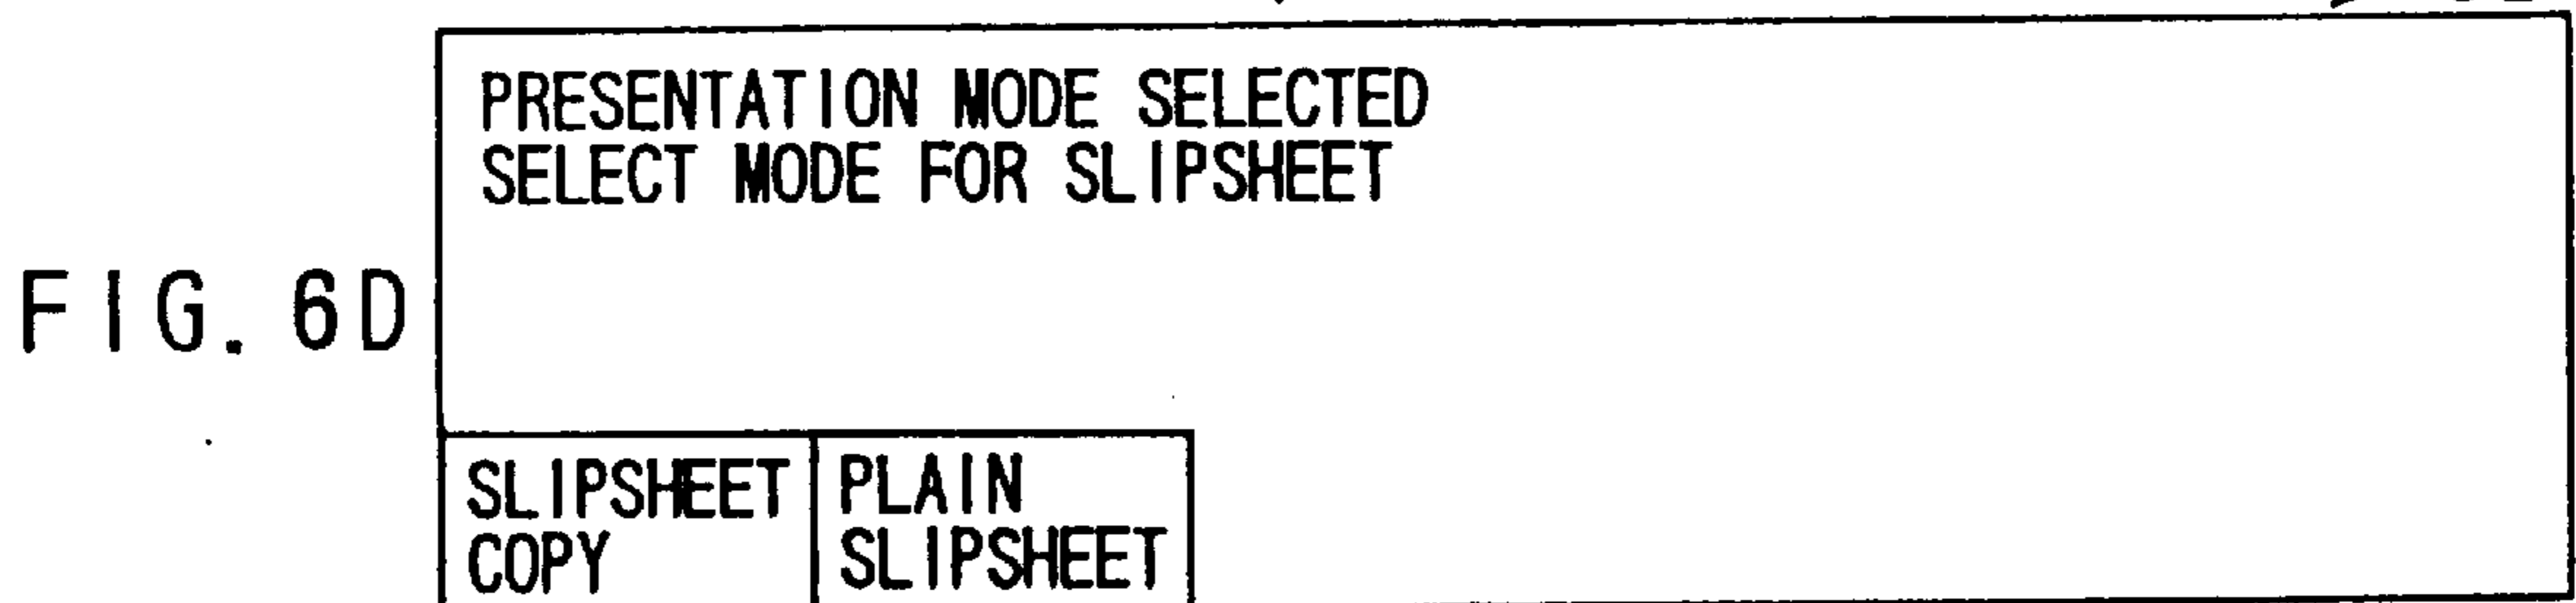 PRESENTATION MODE SELECTED
SELECT MODE FOR SLIPSHEET
FIG. 6D
SLIPSHEET
COPY
PLAIN
SLIPSHEET